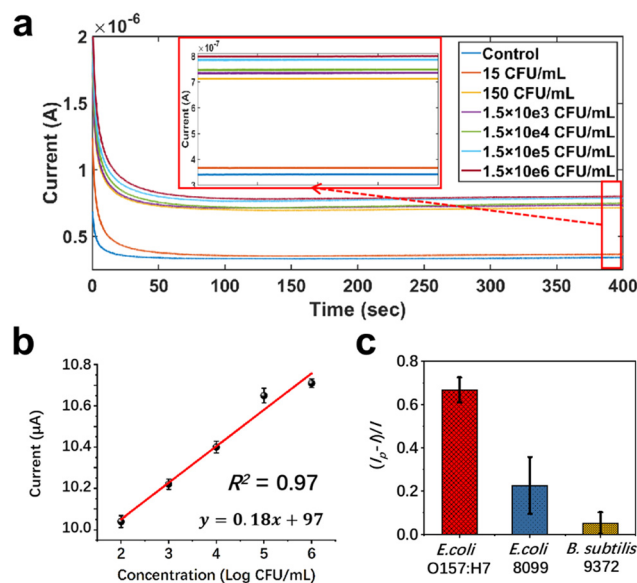 a
Current (A)
×10⁻⁶
2
1.5
1
0.5
0
50
100
150
200
250
300
350
400
Time (sec)
×10⁻⁷
Current (A)
8
7
6
5
4
3
Control
15 CFU/mL
150 CFU/mL
1.5×10e3 CFU/mL
1.5×10e4 CFU/mL
1.5×10e5 CFU/mL
1.5×10e6 CFU/mL
b
Current (μA)
10.8
10.6
10.4
10.2
10.0
2 3 4 5 6
Concentration (Log CFU/mL)
R² = 0.97
y = 0.18x + 97
c
(Iₚ-I)/I
0.8
0.6
0.4
0.2
0.0
E.coli
O157:H7
E.coli
8099
B. subtilis
9372